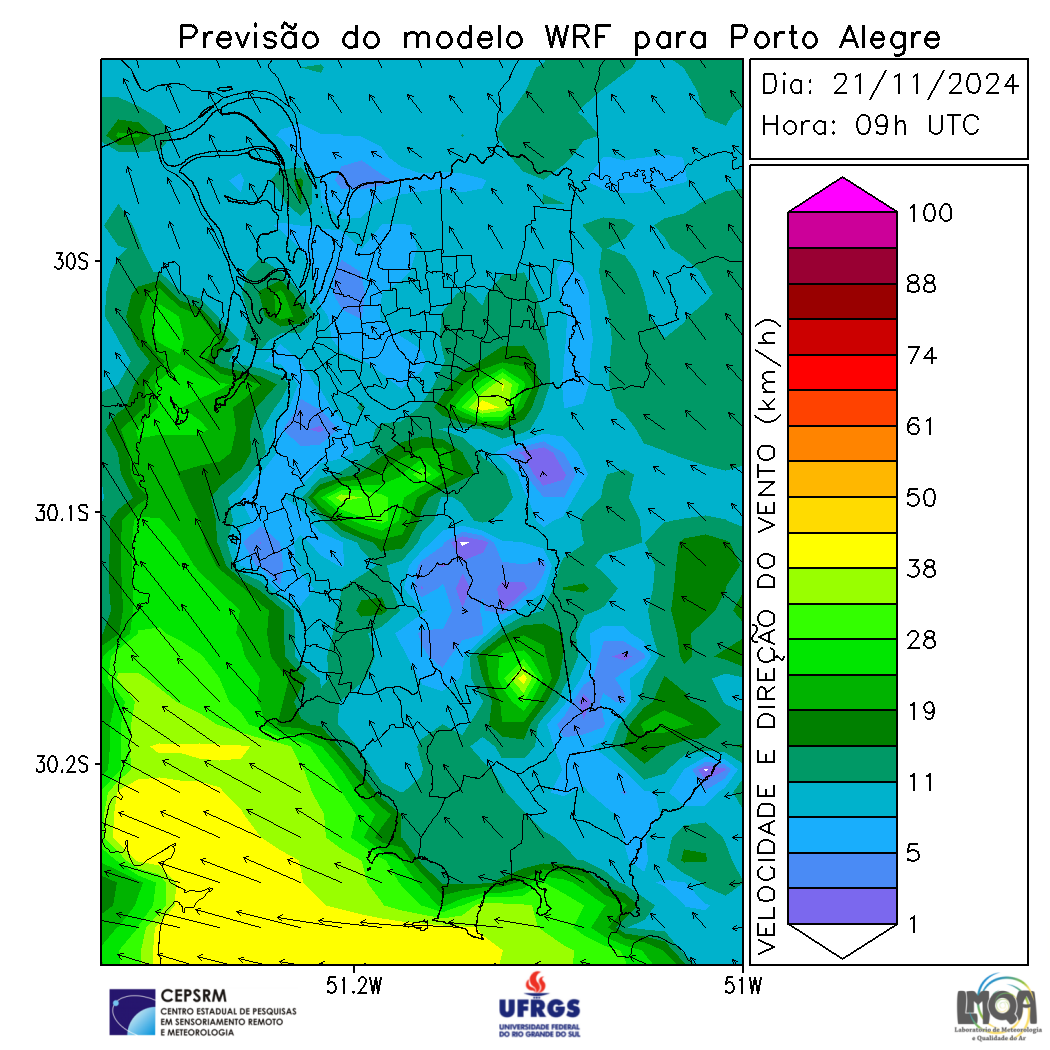 Previsão do modelo WRF para Porto Alegre
Dia: 21/11/2024
Hora: 09h UTC
30S
30.1S
30.2S
51.2W
51W
VELOCIDADE E DIREÇÃO DO VENTO (km/h)
100
88
74
61
50
38
28
19
11
5
1
CEPSRM
CENTRO ESTADUAL DE PESQUISAS
EM SENSORIAMENTO REMOTO
E METEOROLOGIA
UFRGS
UNIVERSIDADE FEDERAL
DO RIO GRANDE DO SUL
LMQA
Laboratório de Meteorologia
e Qualidade do Ar